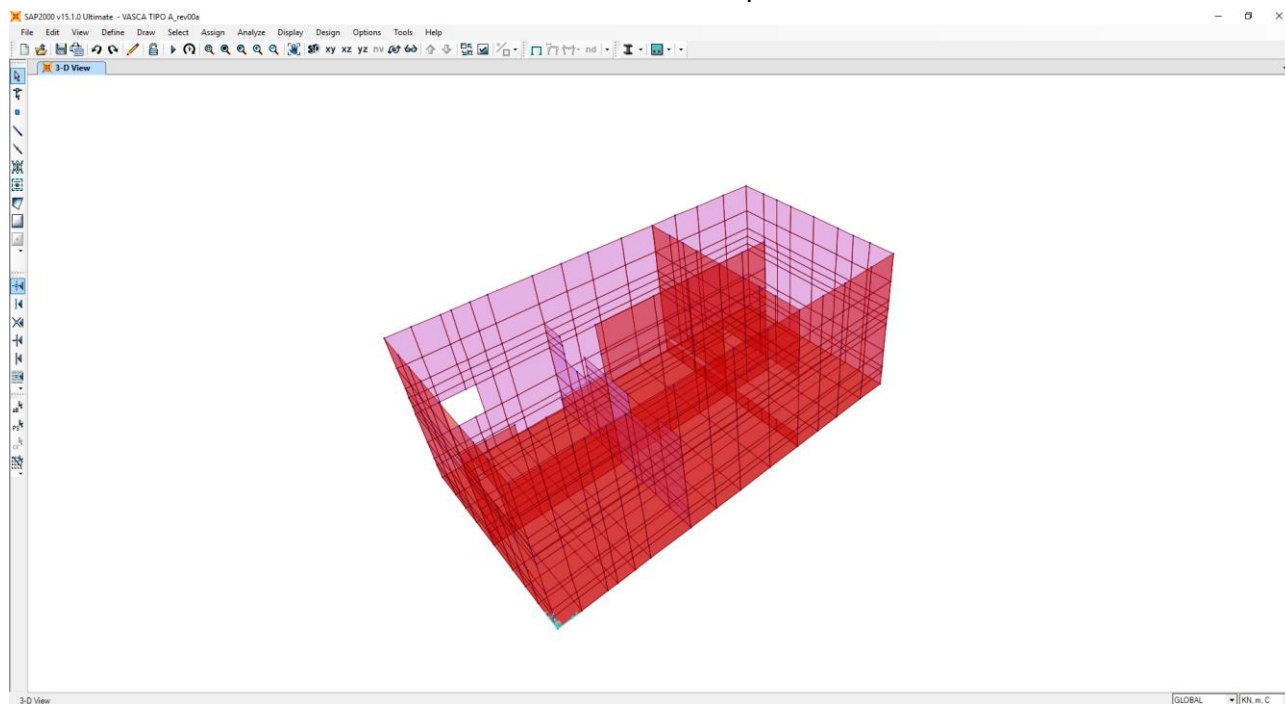 SAP2000 v15.1.0 Ultimate - VASCA TIPO A_rev00a
File Edit View Define Draw Select Assign Analyze Display Design Options Tools Help
xy xz yz nv nd
3-D View
3-D View
GLOBAL KN, m, C